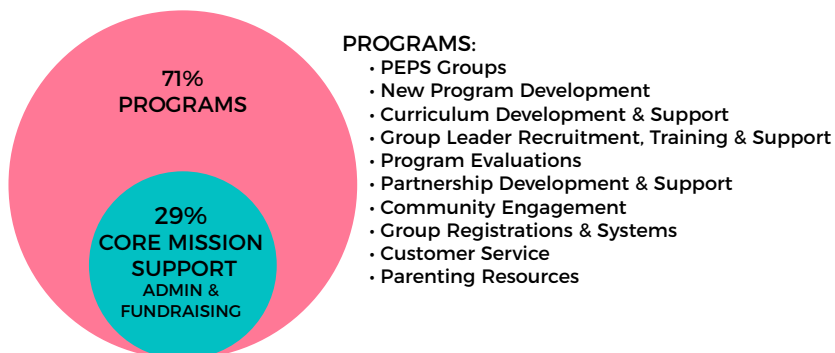 71%
PROGRAMS
29%
CORE MISSION
SUPPORT
ADMIN &
FUNDRAISING
PROGRAMS:
• PEPS Groups
• New Program Development
• Curriculum Development & Support
• Group Leader Recruitment, Training & Support
• Program Evaluations
• Partnership Development & Support
• Community Engagement
• Group Registrations & Systems
• Customer Service
• Parenting Resources